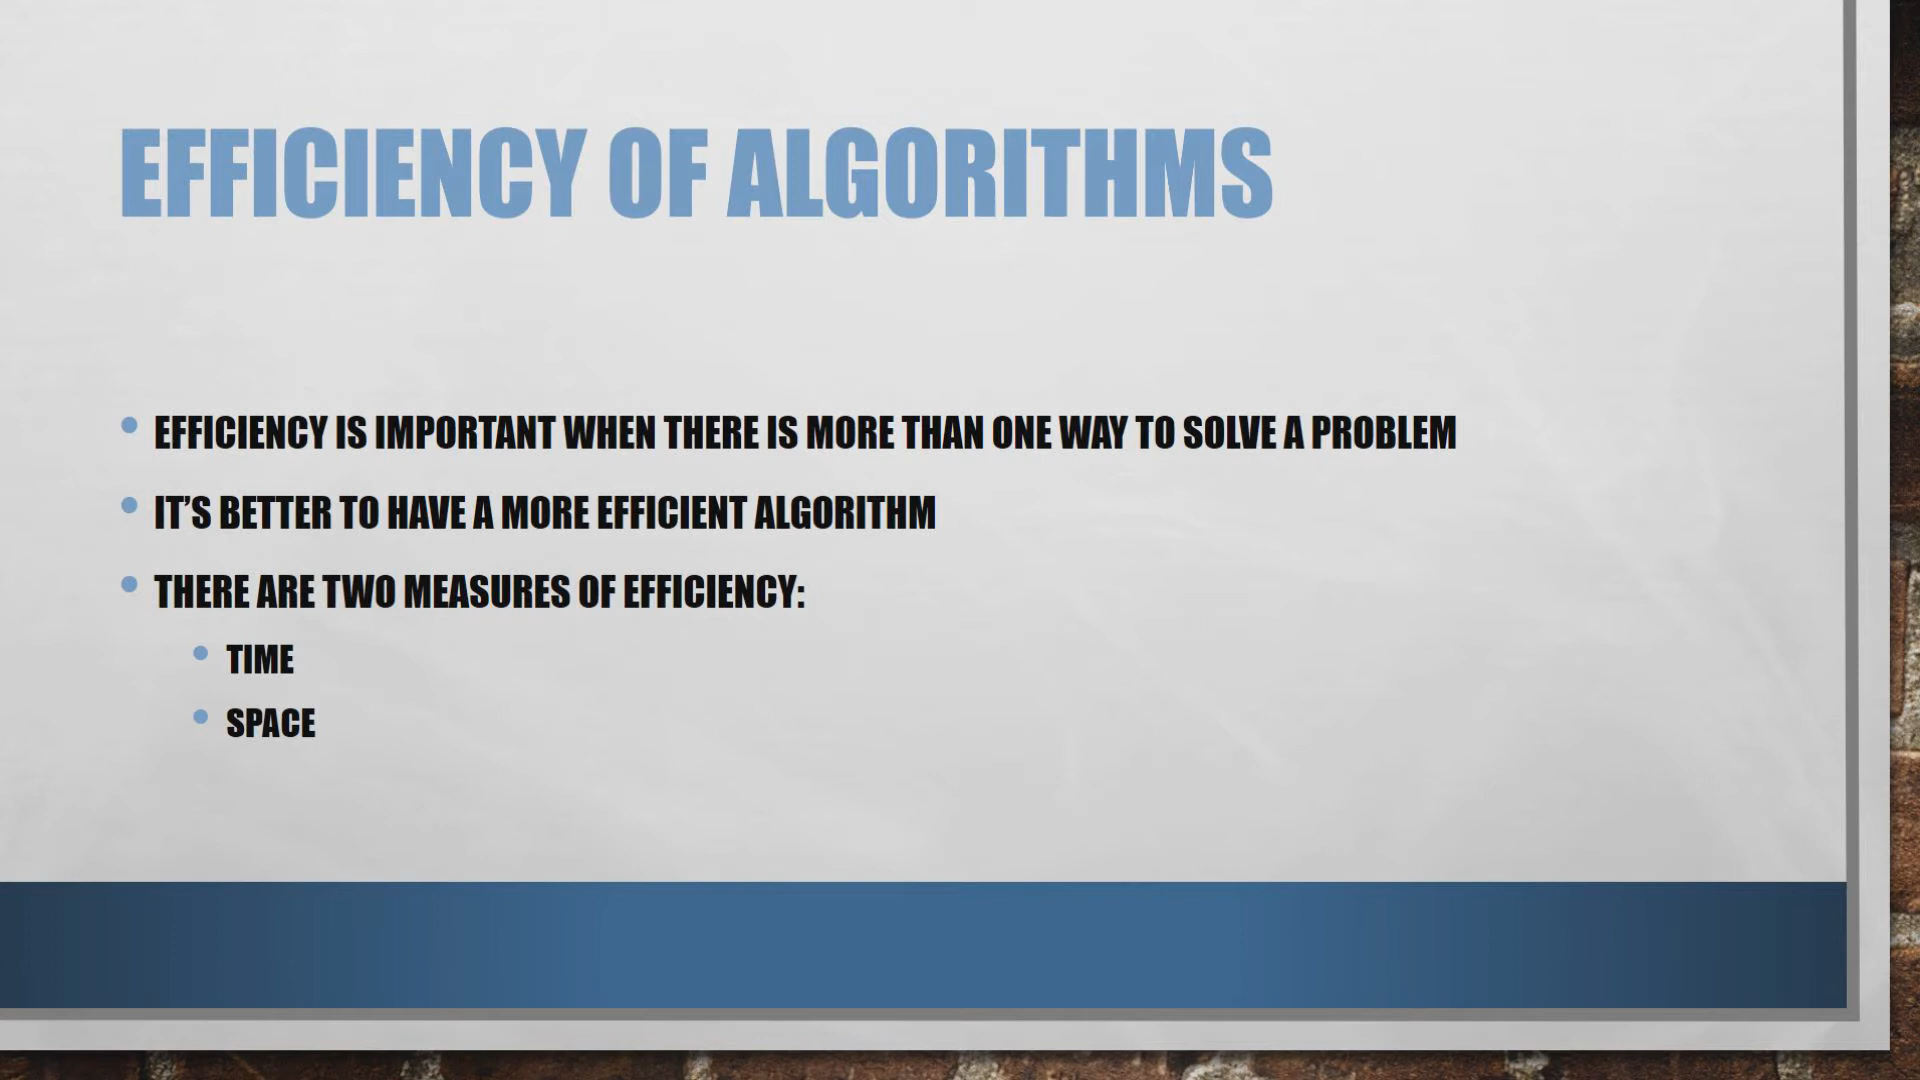 EFFICIENCY OF ALGORITHMS
• EFFICIENCY IS IMPORTANT WHEN THERE IS MORE THAN ONE WAY TO SOLVE A PROBLEM
• IT’S BETTER TO HAVE A MORE EFFICIENT ALGORITHM
• THERE ARE TWO MEASURES OF EFFICIENCY:
• TIME
• SPACE